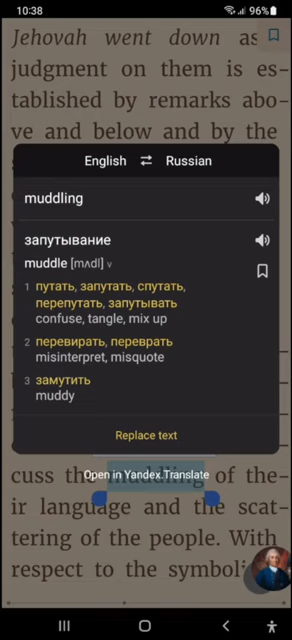 10:38
96%
Jehovah went down as
judgment on them is es-
tablished by remarks abo-
ve and below and by the
English ⇄ Russian
muddling
запутывание
muddle [mʌdl] v
1 путать, запутать, спутать,
перепутать, запутывать
confuse, tangle, mix up
2 перевирать, переврать
misinterpret, misquote
3 замутить
muddy
Replace text
Open in Yandex.Translate
cuss the muddling of the-
ir language and the scat-
tering of the people. With
respect to the symboli